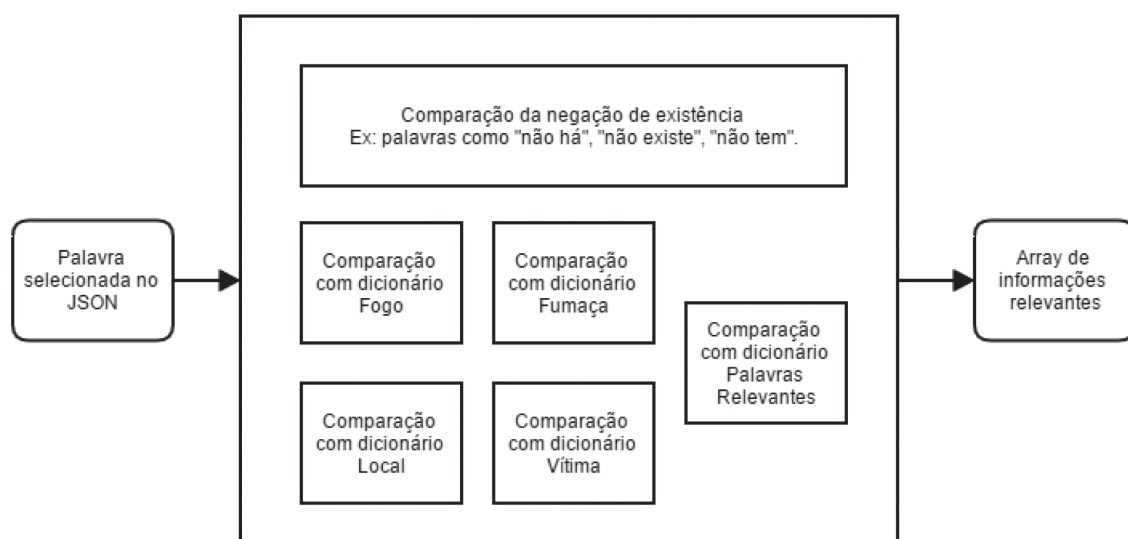 Comparação da negação de existência
Ex: palavras como "não há", "não existe", "não tem".
Palavra
selecionada no
JSON
Comparação
com dicionário
Fogo
Comparação
com dicionário
Fumaça
Comparação
com dicionário
Palavras
Relevantes
Comparação
com dicionário
Local
Comparação
com dicionário
Vítima
Array de
informações
relevantes